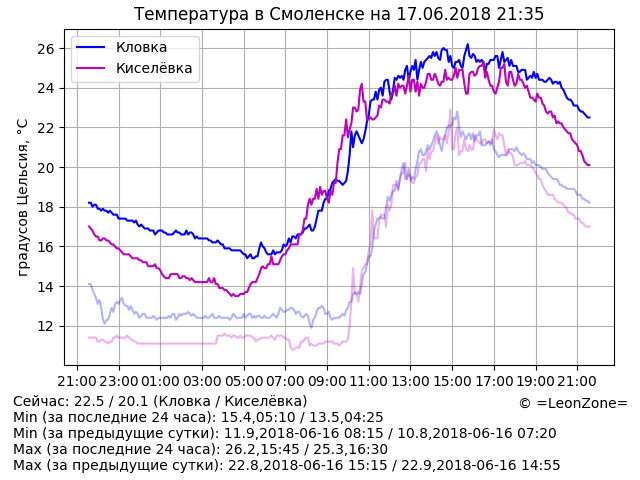 Температура в Смоленске на 17.06.2018 21:35
Кловка
Киселёвка
градусов Цельсия, °C
26
24
22
20
18
16
14
12
21:00 23:00 01:00 03:00 05:00 07:00 09:00 11:00 13:00 15:00 17:00 19:00 21:00
Сейчас: 22.5 / 20.1 (Кловка / Киселёвка)
© =LeonZone=
Min (за последние 24 часа): 15.4,05:10 / 13.5,04:25
Min (за предыдущие сутки): 11.9,2018-06-16 08:15 / 10.8,2018-06-16 07:20
Max (за последние 24 часа): 26.2,15:45 / 25.3,16:30
Max (за предыдущие сутки): 22.8,2018-06-16 15:15 / 22.9,2018-06-16 14:55